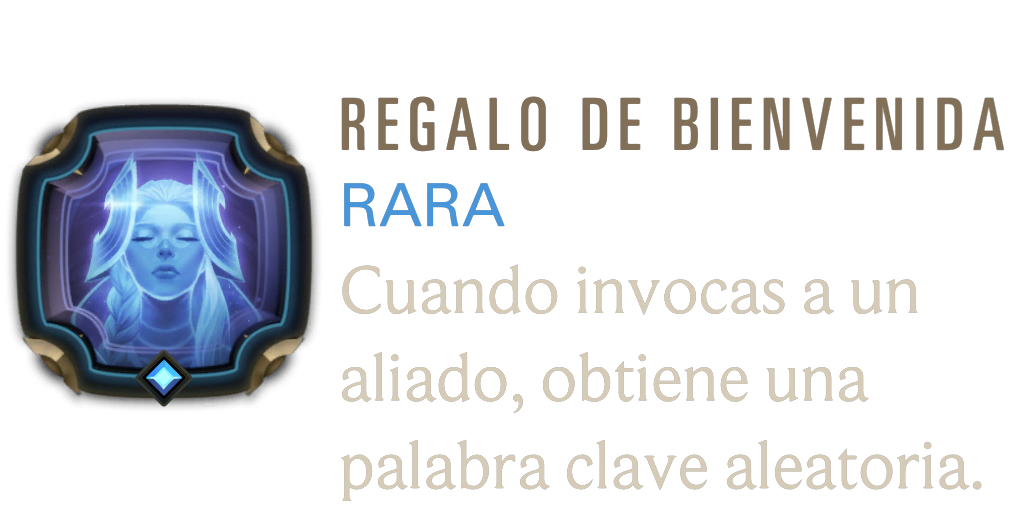 REGALO DE BIENVENIDA
RARA
Cuando invocas a un
aliado, obtiene una
palabra clave aleatoria.